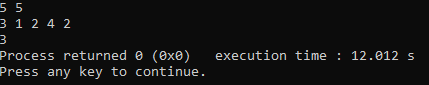 5 5
3 1 2 4 2
3
Process returned 0 (0x0)   execution time : 12.012 s
Press any key to continue.